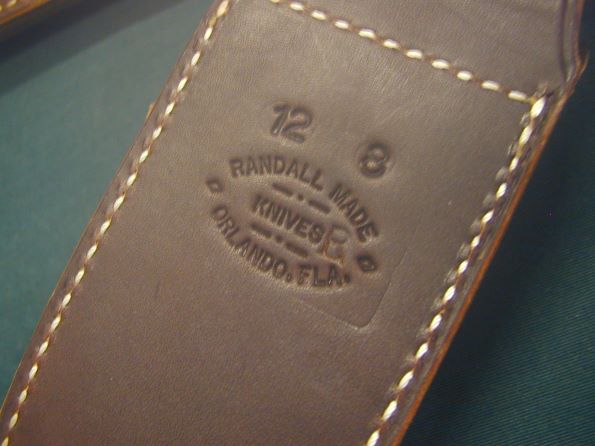 12 8
RANDALL MADE
KNIVES R
ORLANDO, FLA.